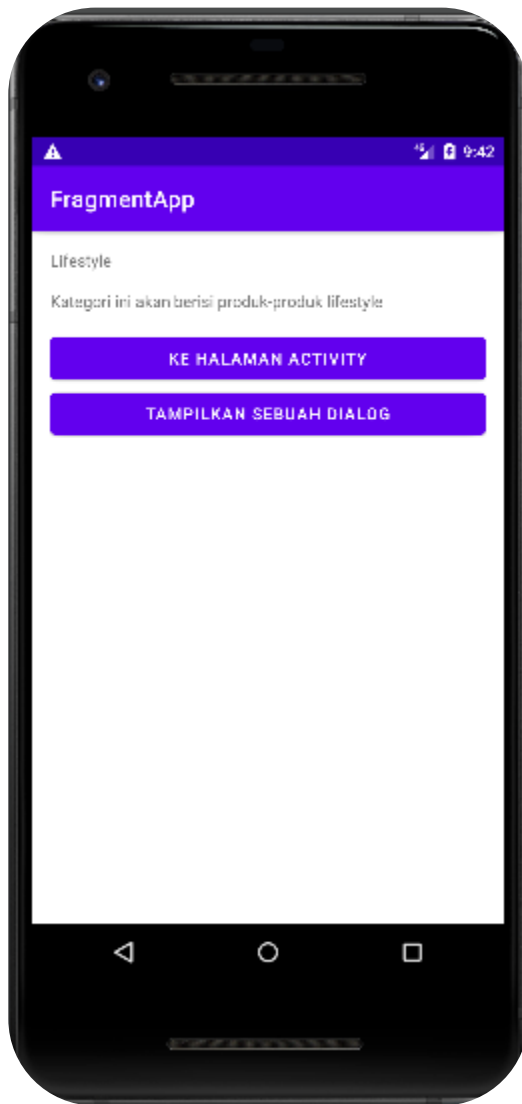 9:42
FragmentApp
Lifestyle
Kategori ini akan berisi produk-produk lifestyle
KE HALAMAN ACTIVITY
TAMPILKAN SEBUAH DIALOG